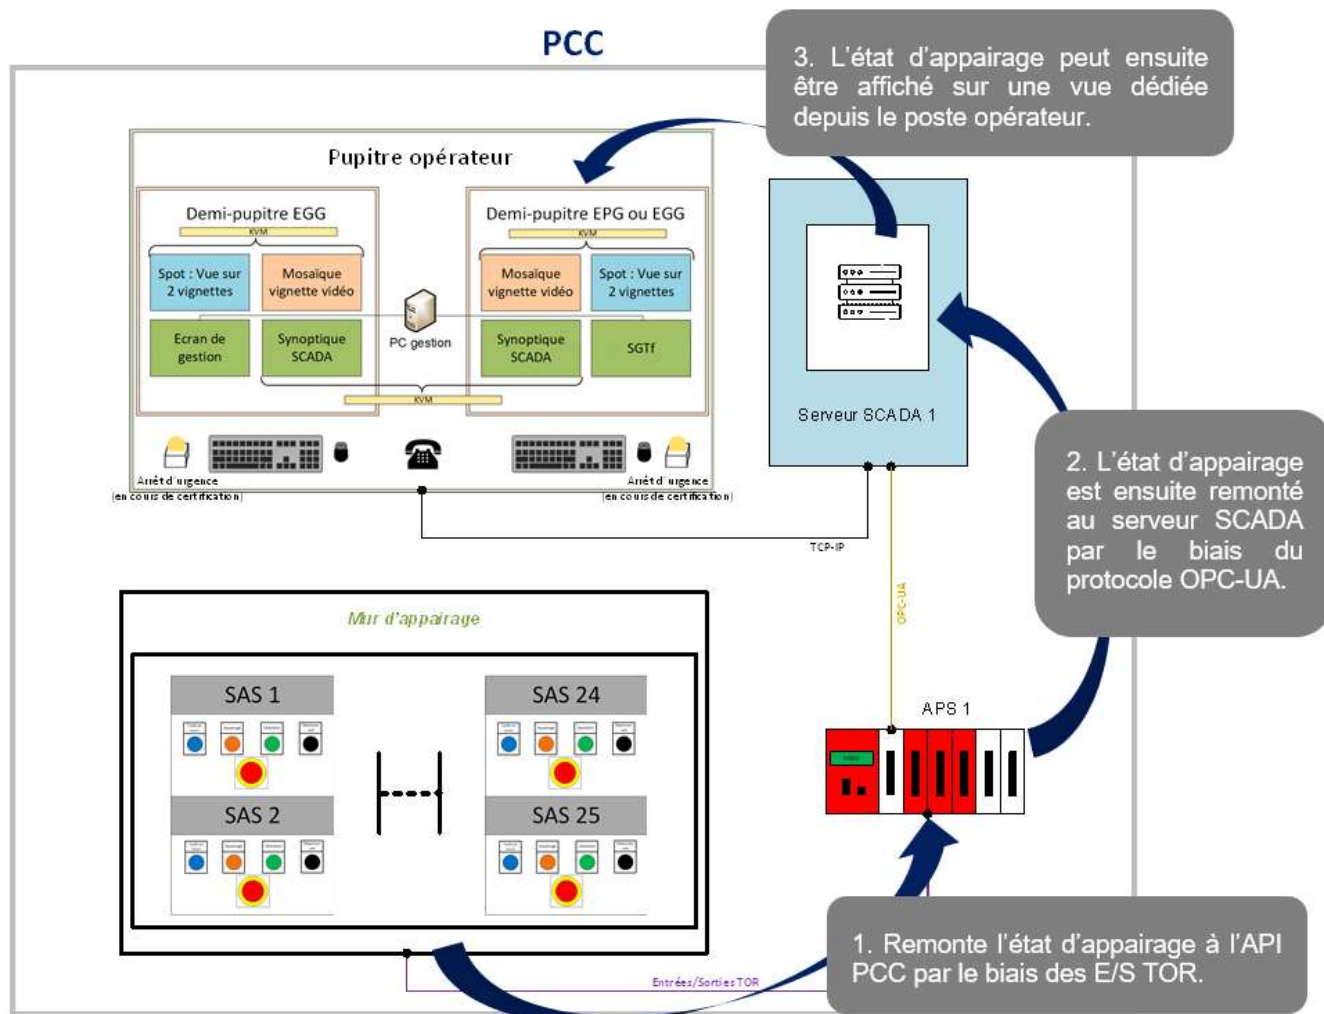 PCC
3. L'état d'appairage peut ensuite
être affiché sur une vue dédiée
depuis le poste opérateur.
Pupitre opérateur
Demi-pupitre EGG
KVM
Spot : Vue sur
2 vignettes
Mosaïque
vignette vidéo
Ecran de
gestion
Synoptique
SCADA
PC gestion
Demi-pupitre EPG ou EGG
KVM
Mosaïque
vignette vidéo
Spot : Vue sur
2 vignettes
Synoptique
SCADA
SGTf
KVM
Arrêt d'urgence
(en cours de certification)
Arrêt d'urgence
(en cours de certification)
Serveur SCADA 1
TCP-IP
OPC-UA
2. L'état d'appairage
est ensuite remonté
au serveur SCADA
par le biais du
protocole OPC-UA.
Mur d'appairage
SAS 1
SAS 24
SAS 2
SAS 25
APS 1
Entrées/Sorties TOR
1. Remonte l'état d'appairage à l'API
PCC par le biais des E/S TOR.